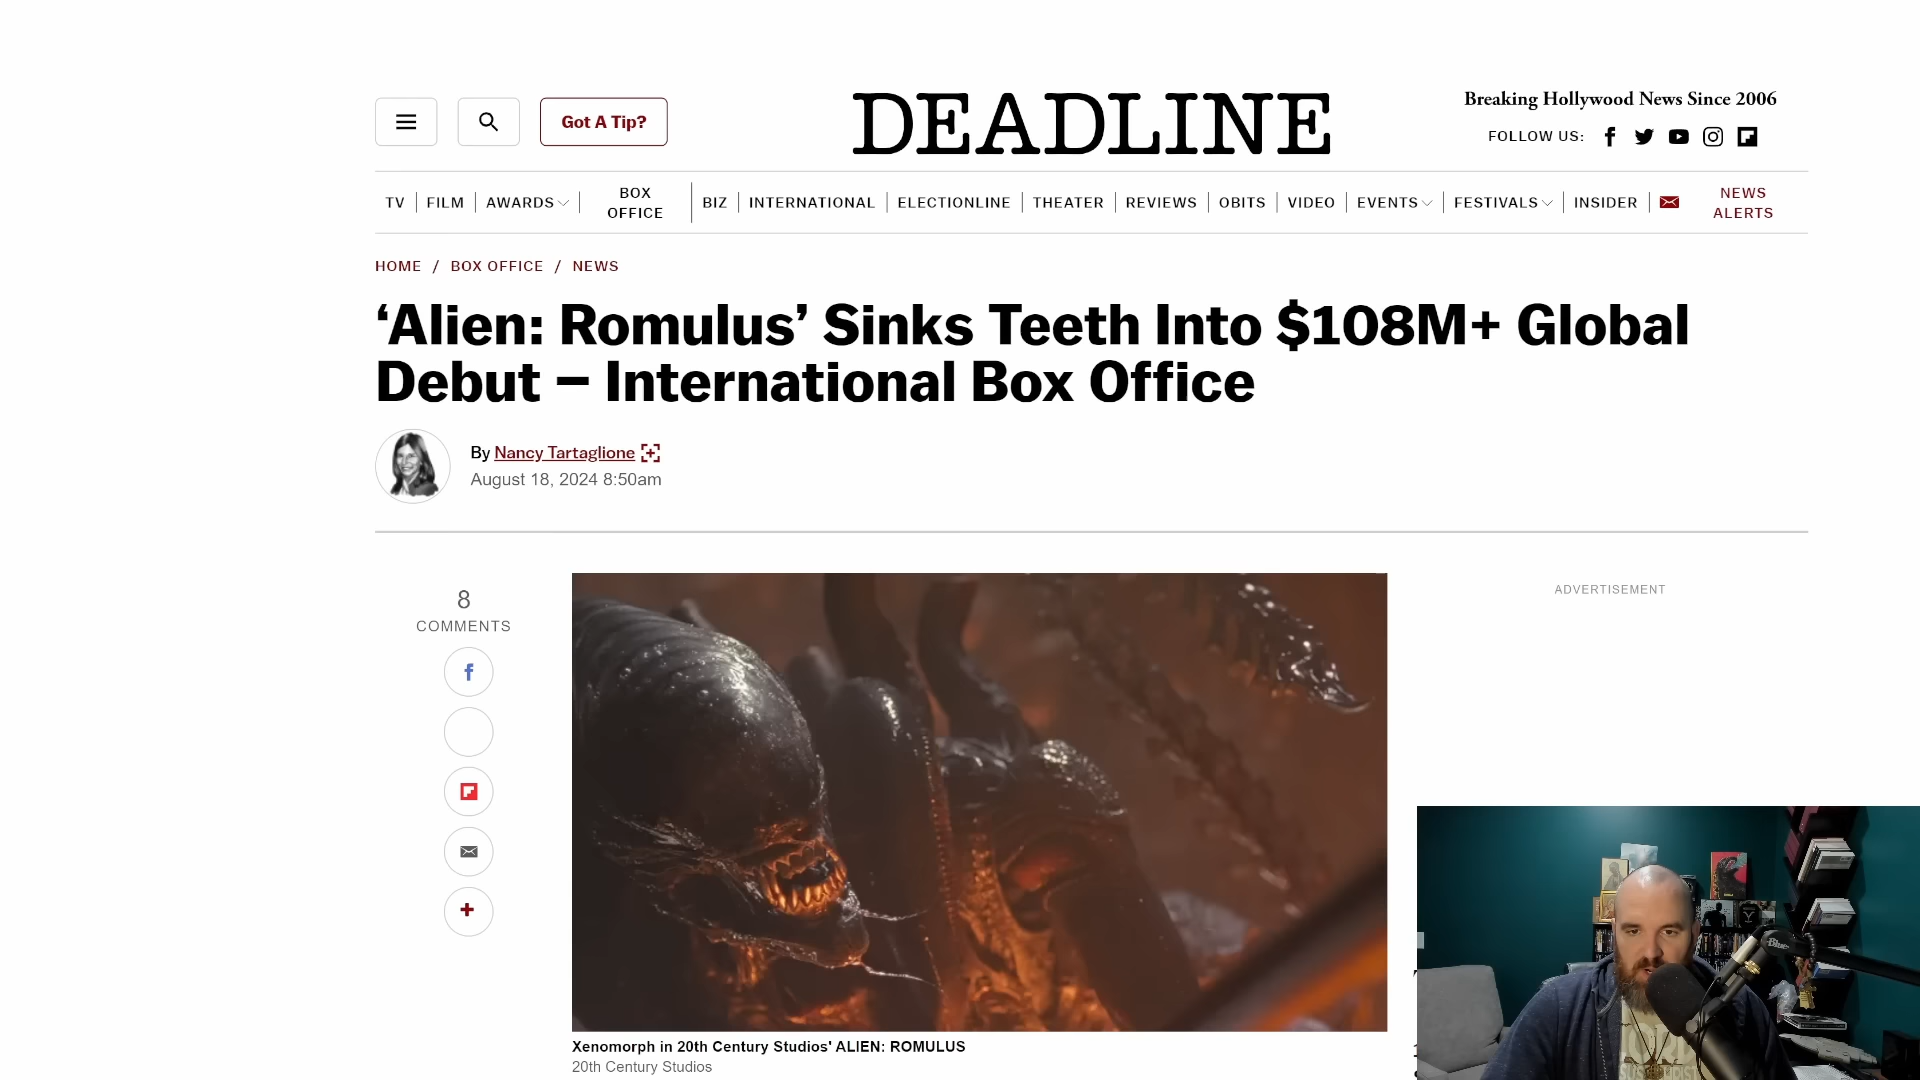 Got A Tip?
DEADLINE
Breaking Hollywood News Since 2006
FOLLOW US:
TV
FILM
AWARDS
BOX
OFFICE
BIZ
INTERNATIONAL
ELECTIONLINE
THEATER
REVIEWS
OBITS
VIDEO
EVENTS
FESTIVALS
INSIDER
NEWS
ALERTS
HOME / BOX OFFICE / NEWS
‘Alien: Romulus’ Sinks Teeth Into $108M+ Global
Debut – International Box Office
By Nancy Tartaglione
August 18, 2024 8:50am
8
COMMENTS
ADVERTISEMENT
Xenomorph in 20th Century Studios' ALIEN: ROMULUS
20th Century Studios
Blue